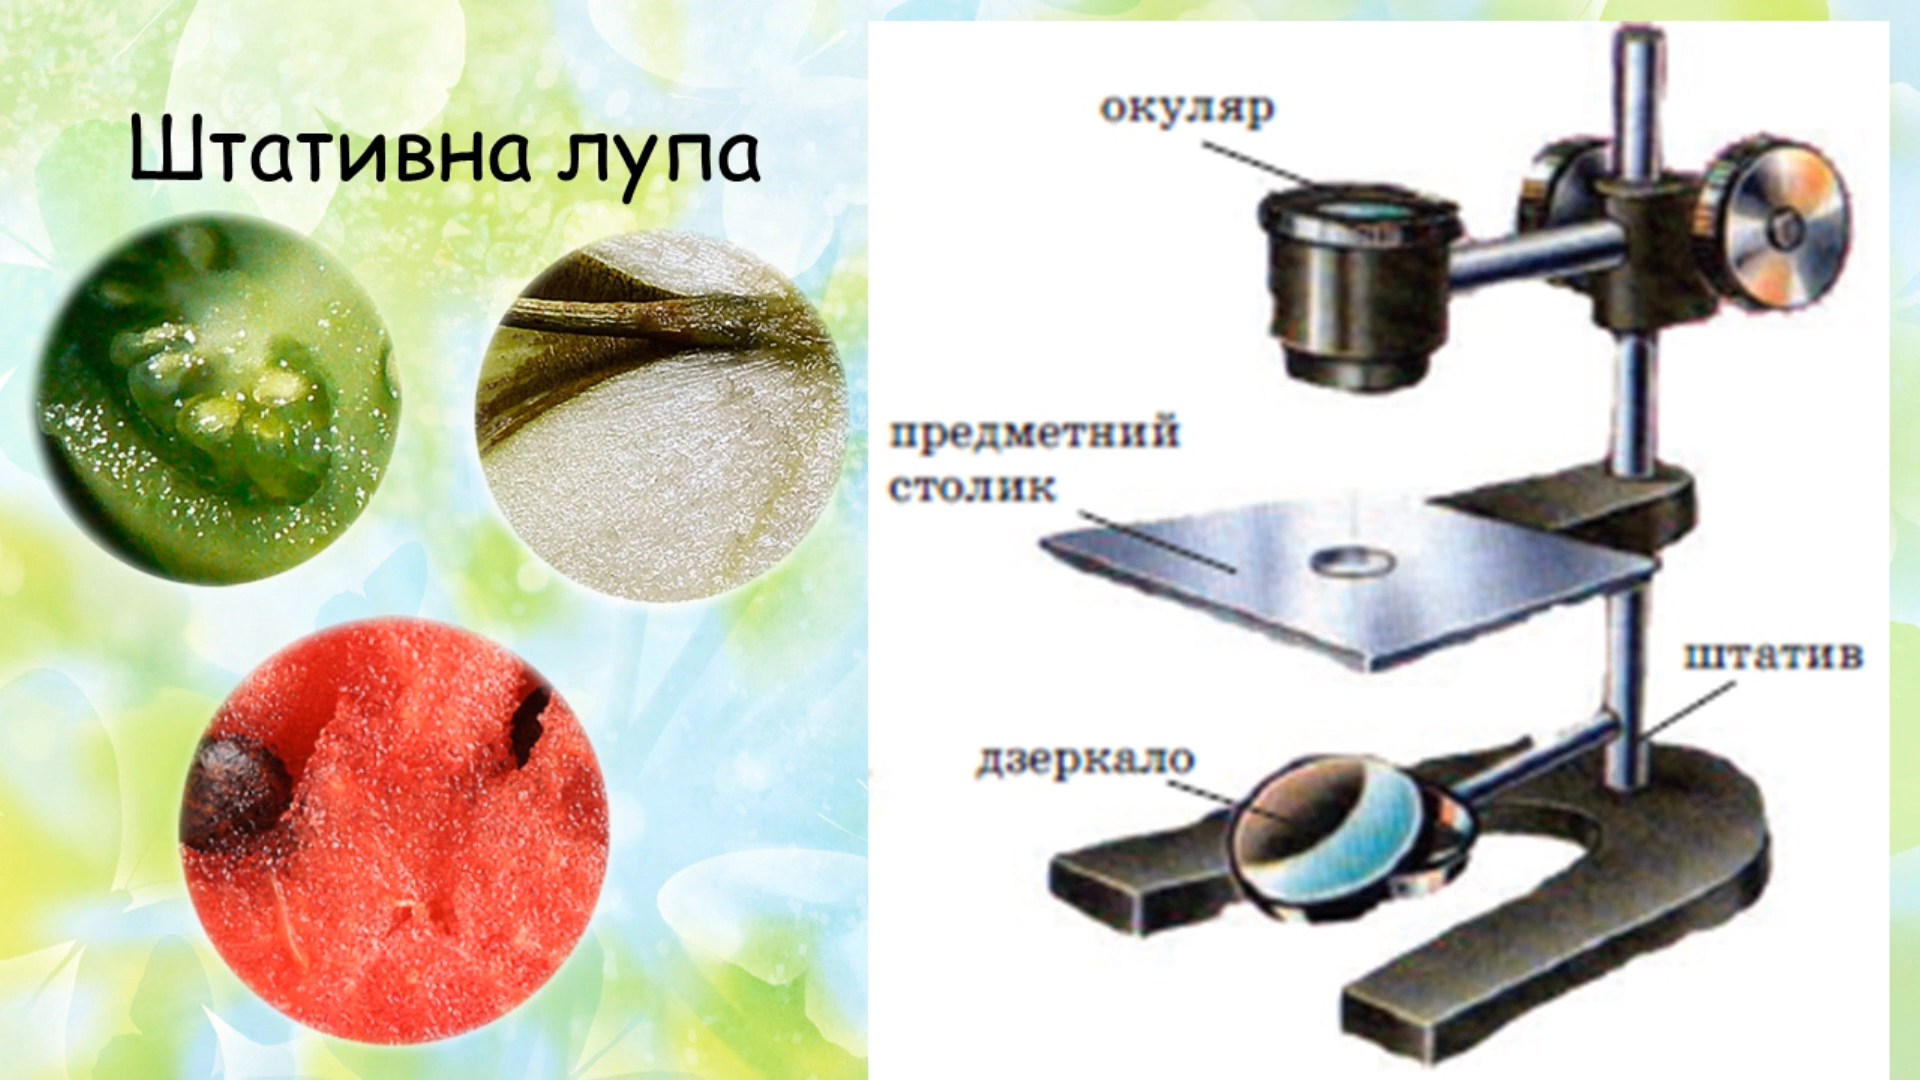 Штативна лупа
окуляр
предметний
столик
штатив
дзеркало